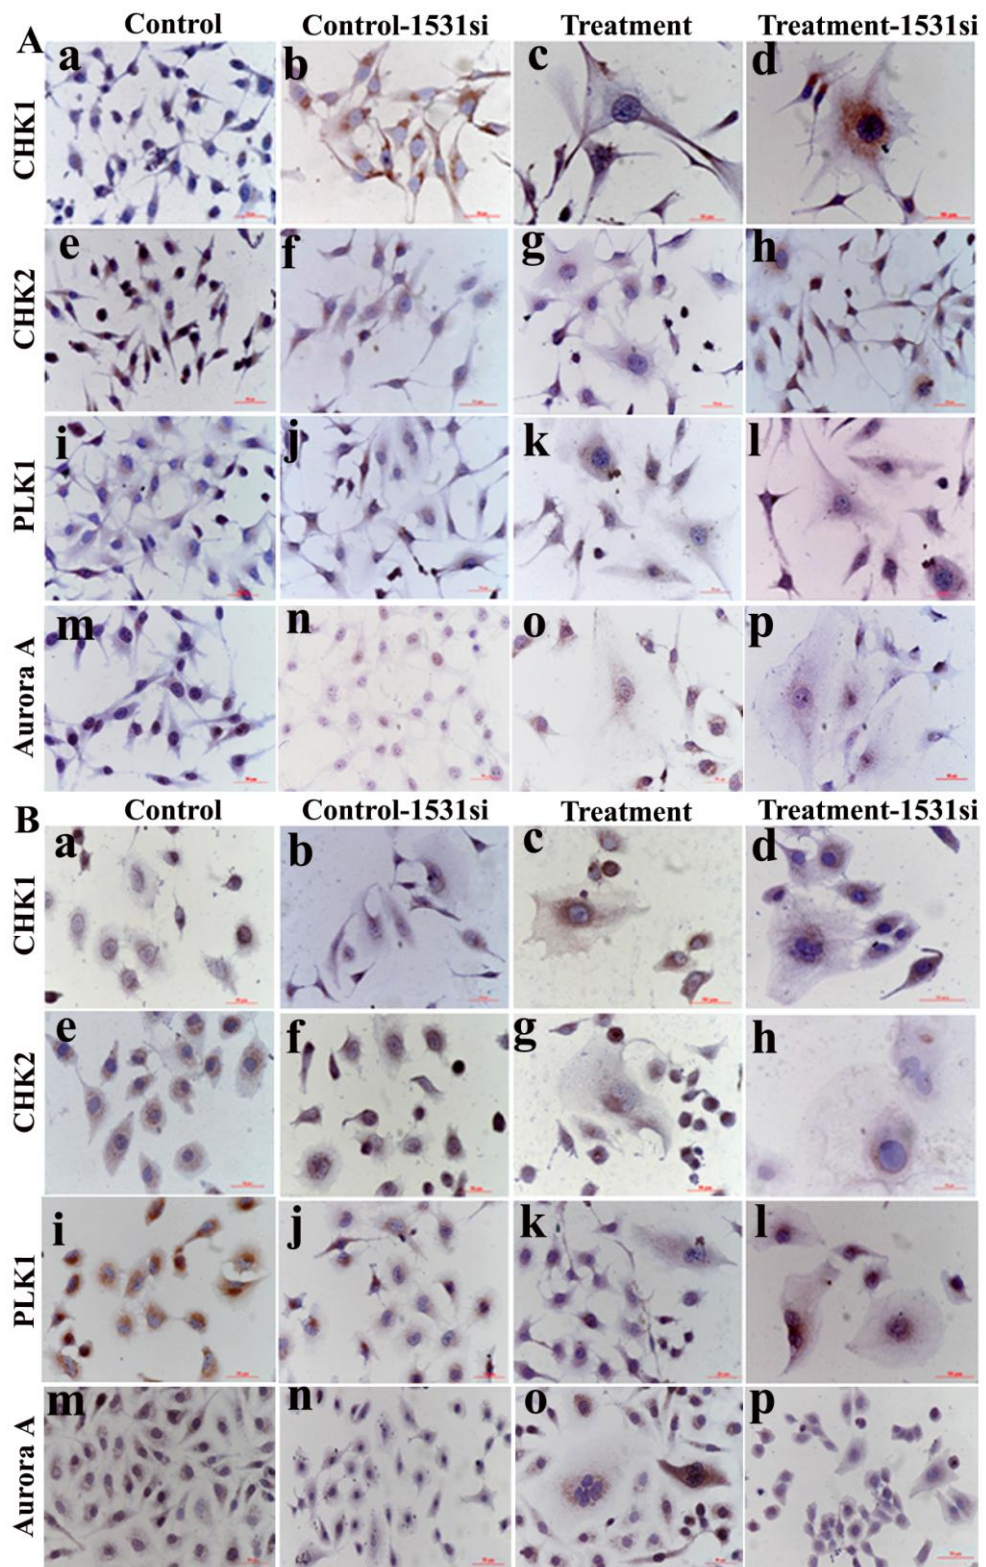 A Control Control-1531si Treatment Treatment-1531si
CHK1 a b c d
CHK2 e f g h
PLK1 i j k l
Aurora A m n o p
B Control Control-1531si Treatment Treatment-1531si
CHK1 a b c d
CHK2 e f g h
PLK1 i j k l
Aurora A m n o p